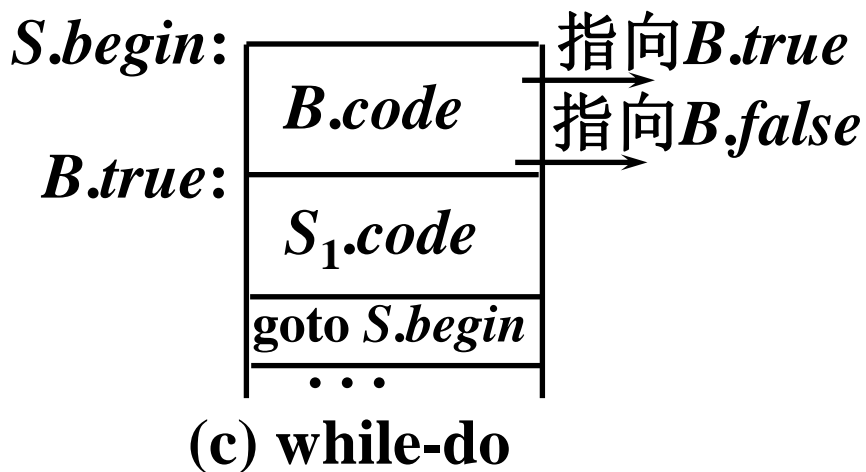 S.begin:
指向B.true
B.code
指向B.false
B.true:
S₁.code
goto S.begin
...
(c) while-do